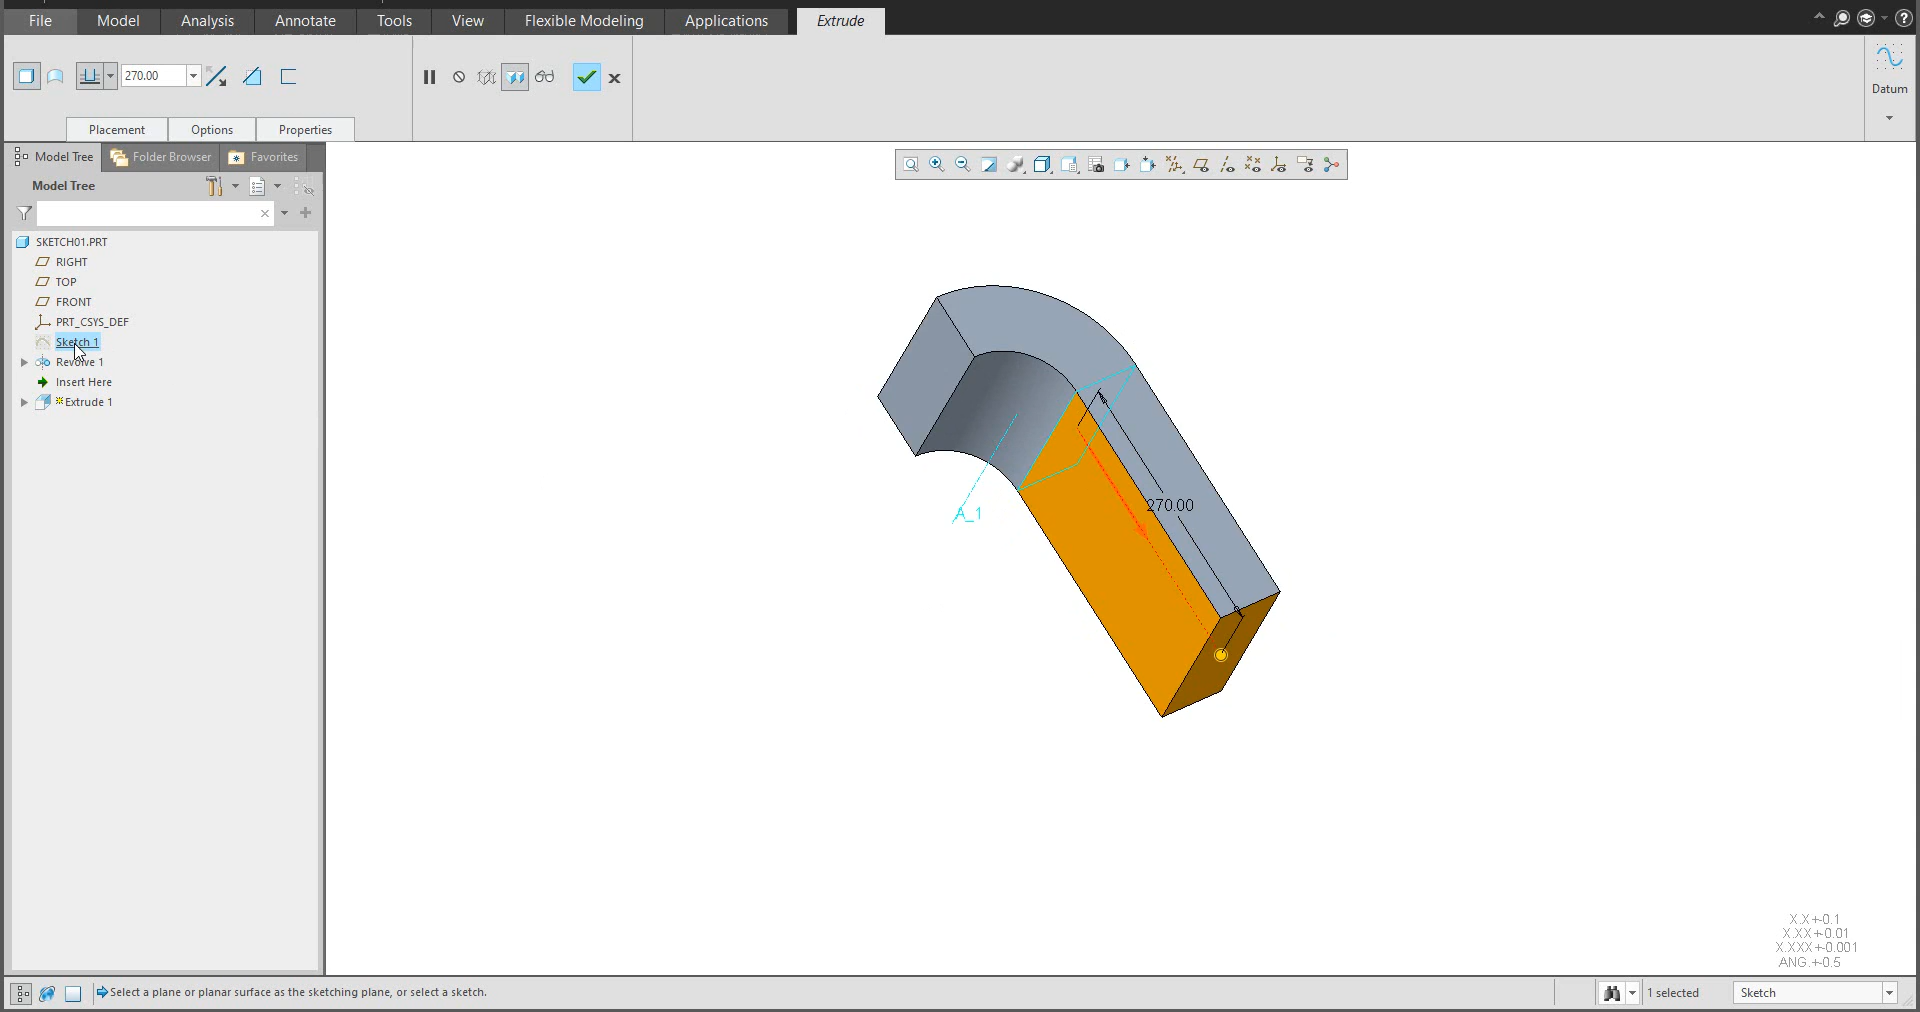 File Model Analysis Annotate Tools View Flexible Modeling Applications Extrude
270.00
Datum
Placement Options Properties
Model Tree Folder Browser Favorites
Model Tree
SKETCH01.PRT
RIGHT
TOP
FRONT
PRT_CSYS_DEF
Sketch 1
Revolve 1
Insert Here
Extrude 1
270.00
A_1
X.X+-0.1
X.XX+-0.01
X.XXX+-0.001
ANG.+-0.5
Select a plane or planar surface as the sketching plane, or select a sketch.
1 selected
Sketch